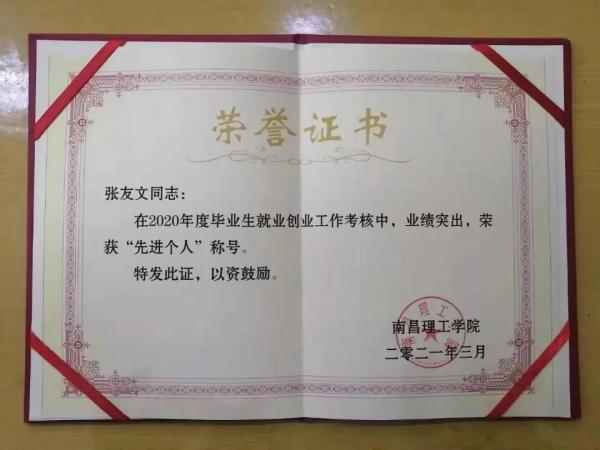 荣誉证书
张友文同志：
在2020年度毕业生就业创业工作考核中，业绩突出，荣
获“先进个人”称号。
特发此证，以资鼓励。
南昌理工学院
二零二一年三月